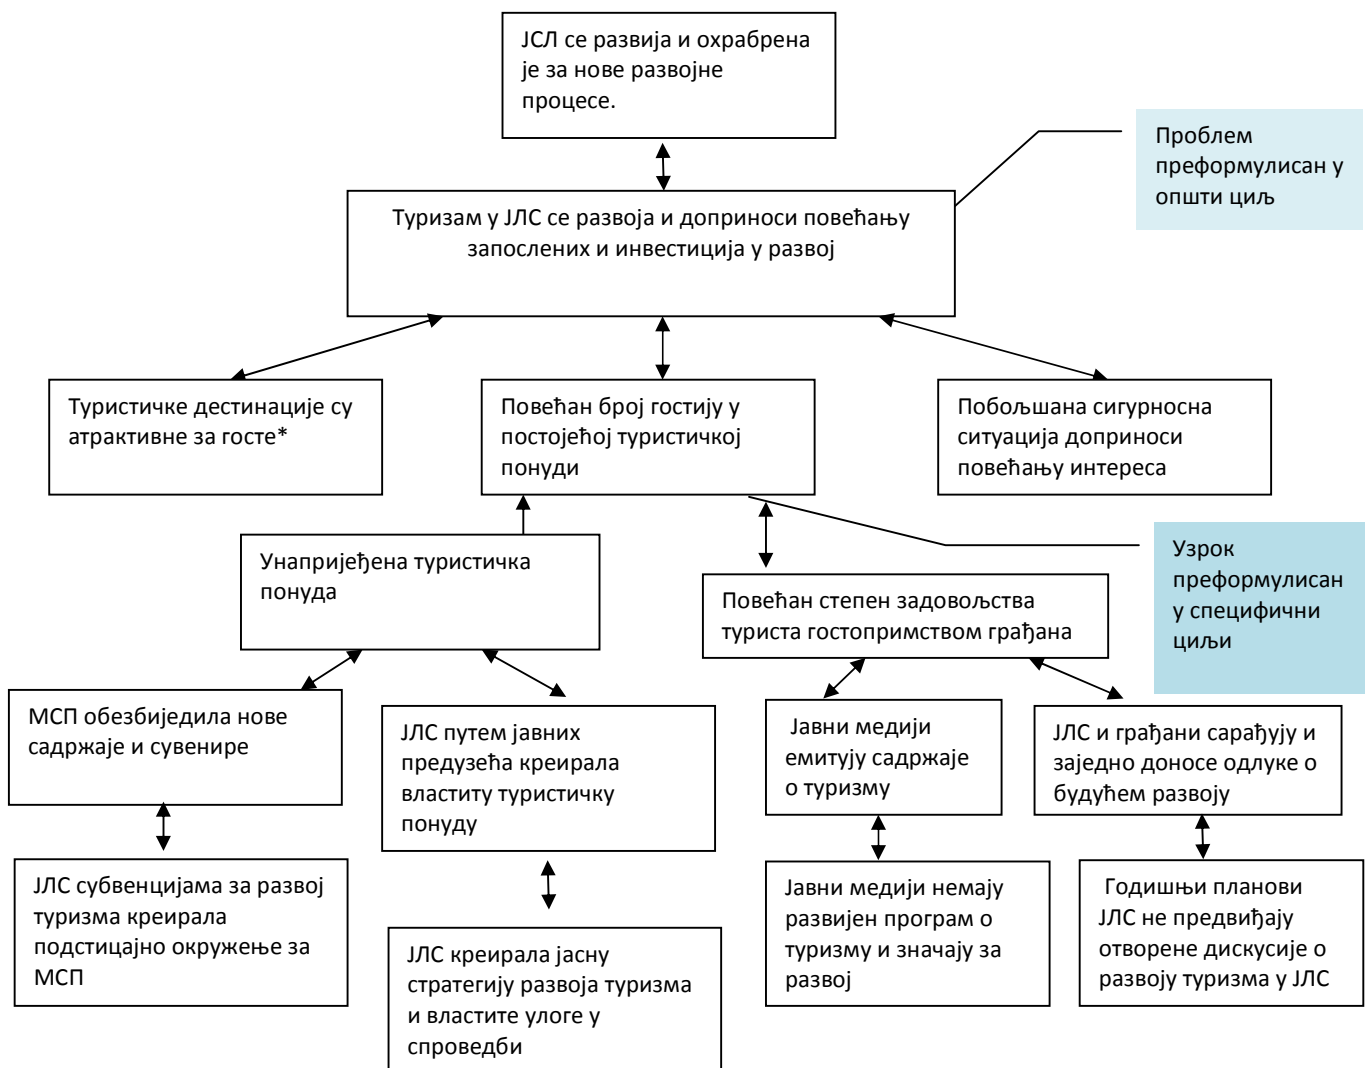 ЈСЛ се развија и охрабрена
је за нове развојне
процесе.
Проблем
преформулисан у
општи циљ
Туризам у ЈЛС се развоја и доприноси повећању
запослених и инвестиција у развој
Туристичке дестинације су
атрактивне за госте*
Повећан број гостију у
постојећој туристичкој
понуди
Побољшана сигурносна
ситуација доприноси
повећању интереса
Унапријеђена туристичка
понуда
Узрок
преформулисан
у специфични
циљи
Повећан степен задовољства
туриста гостопримством грађана
МСП обезбиједила нове
садржаје и сувенире
ЈЛС путем јавних
предузећа креирала
властиту туристичку
понуду
Јавни медији
емитују садржаје
о туризму
ЈЛС и грађани сарађују и
заједно доносе одлуке о
будућем развоју
ЈЛС субвенцијама за развој
туризма креирала
подстицајно окружење за
МСП
ЈЛС креирала јасну
стратегију развоја туризма
и властите улоге у
спроведби
Јавни медији немају
развијен програм о
туризму и значају за
развој
Годишњи планови
ЈЛС не предвиђају
отворене дискусије о
развоју туризма у ЈЛС